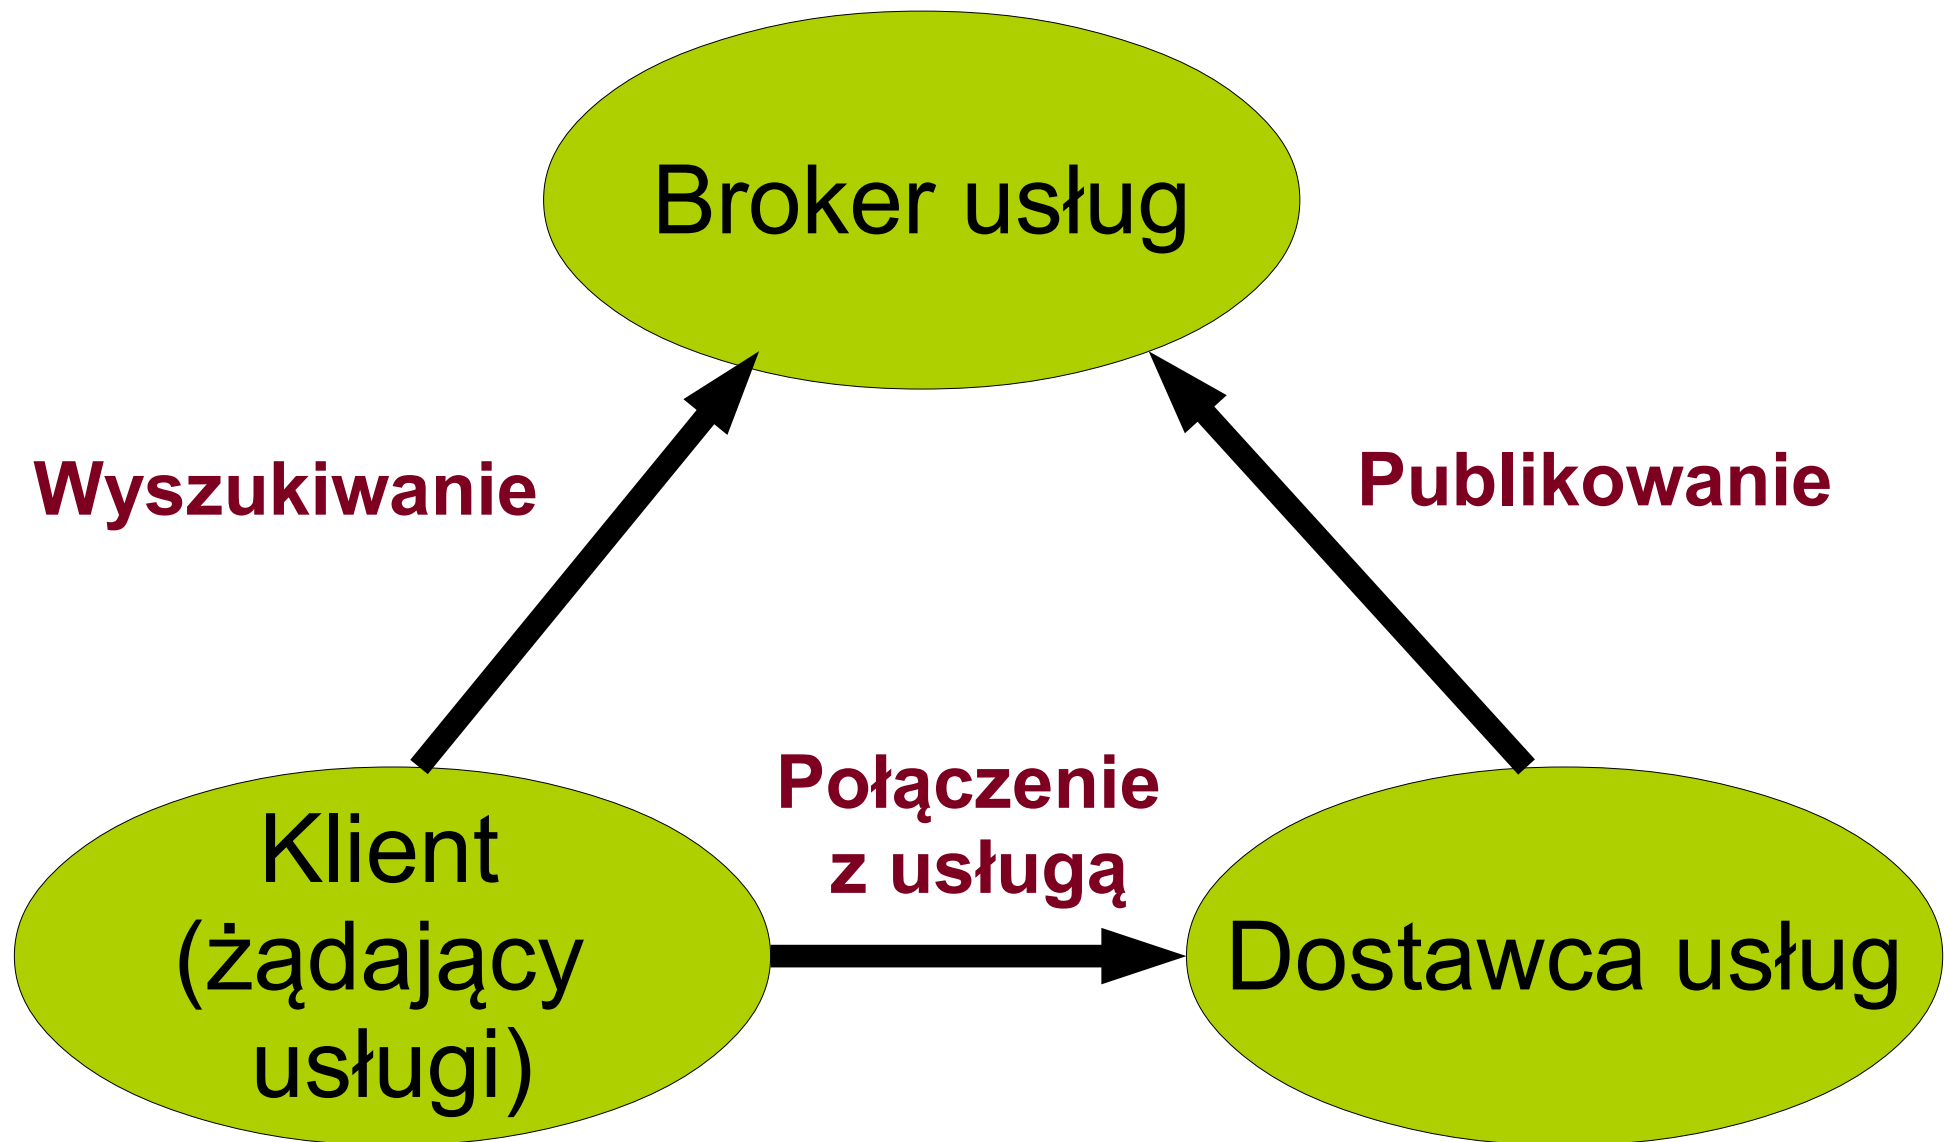 Broker usług
Wyszukiwanie
Publikowanie
Połączenie
z usługą
Klient
(żądający
usługi)
Dostawca usług